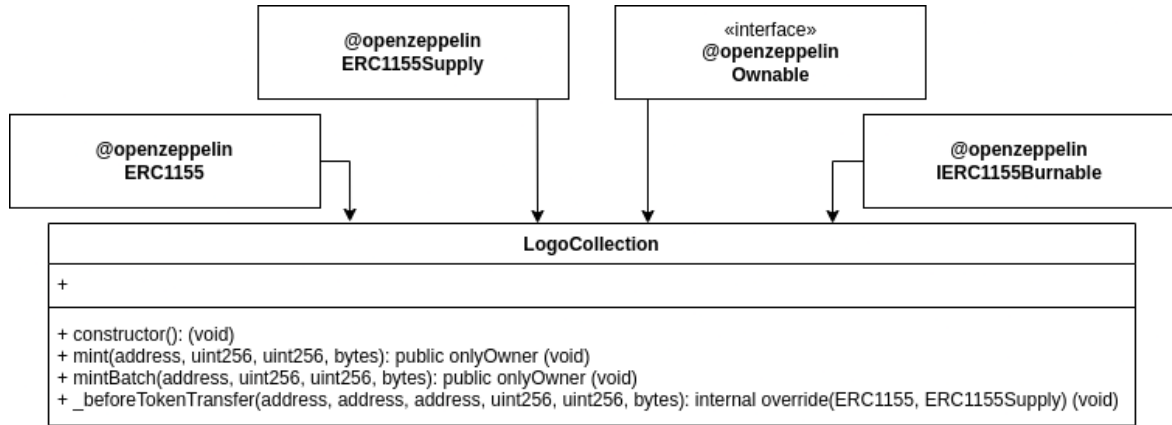 @openzeppelin
ERC1155Supply
«interface»
@openzeppelin
Ownable
@openzeppelin
ERC1155
@openzeppelin
IERC1155Burnable
LogoCollection
+
+ constructor(): (void)
+ mint(address, uint256, uint256, bytes): public onlyOwner (void)
+ mintBatch(address, uint256, uint256, bytes): public onlyOwner (void)
+ _beforeTokenTransfer(address, address, address, uint256, uint256, bytes): internal override(ERC1155, ERC1155Supply) (void)